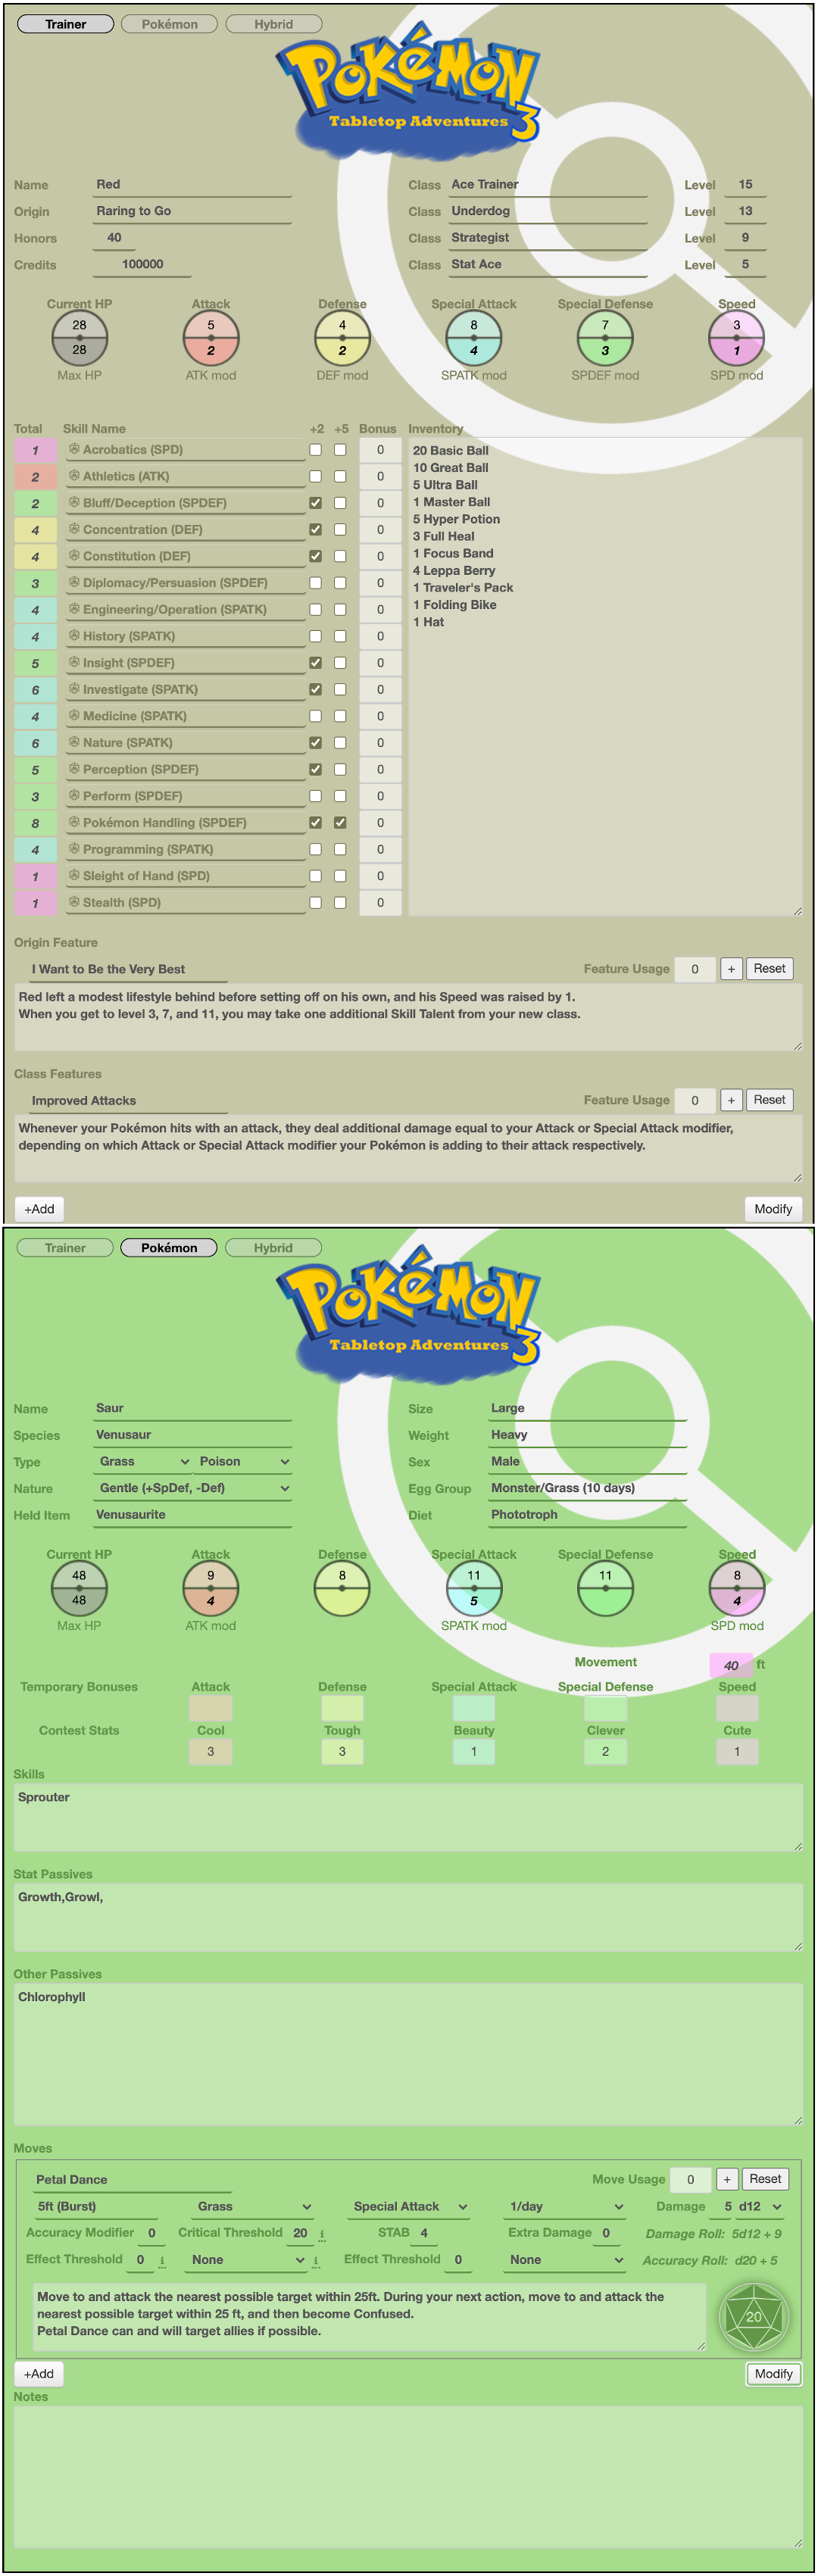 Trainer Pokémon Hybrid
POKÉMON
Tabletop Adventures 3
Name Red Class Ace Trainer Level 15
Origin Raring to Go Class Underdog Level 13
Honors 40 Class Strategist Level 9
Credits 100000 Class Stat Ace Level 5
Current HP Attack Defense Special Attack Special Defense Speed
28 5 4 8 7 3
28 2 2 4 3 1
Max HP ATK mod DEF mod SPATK mod SPDEF mod SPD mod
Total Skill Name +2 +5 Bonus Inventory
1 Acrobatics (SPD) 0
2 Athletics (ATK) 0
2 Bluff/Deception (SPDEF) 0
4 Concentration (DEF) 0
4 Constitution (DEF) 0
3 Diplomacy/Persuasion (SPDEF) 0
4 Engineering/Operation (SPATK) 0
4 History (SPATK) 0
5 Insight (SPDEF) 0
6 Investigate (SPATK) 0
4 Medicine (SPATK) 0
6 Nature (SPATK) 0
5 Perception (SPDEF) 0
3 Perform (SPDEF) 0
8 Pokémon Handling (SPDEF) 0
4 Programming (SPATK) 0
1 Sleight of Hand (SPD) 0
1 Stealth (SPD) 0
20 Basic Ball
10 Great Ball
5 Ultra Ball
1 Master Ball
5 Hyper Potion
3 Full Heal
1 Focus Band
4 Leppa Berry
1 Traveler's Pack
1 Folding Bike
1 Hat
Origin Feature
I Want to Be the Very Best Feature Usage 0 + Reset
Red left a modest lifestyle behind before setting off on his own, and his Speed was raised by 1.
When you get to level 3, 7, and 11, you may take one additional Skill Talent from your new class.
Class Features
Improved Attacks Feature Usage 0 + Reset
Whenever your Pokémon hits with an attack, they deal additional damage equal to your Attack or Special Attack modifier,
depending on which Attack or Special Attack modifier your Pokémon is adding to their attack respectively.
+Add Modify
Trainer Pokémon Hybrid
POKÉMON
Tabletop Adventures 3
Name Saur Size Large
Species Venusaur Weight Heavy
Type Grass Poison Sex Male
Nature Gentle (+SpDef, -Def) Egg Group Monster/Grass (10 days)
Held Item Venusaurite Diet Phototroph
Current HP Attack Defense Special Attack Special Defense Speed
48 9 8 11 11 8
48 4 5 4
Max HP ATK mod SPATK mod SPD mod
Movement 40 ft
Temporary Bonuses Attack Defense Special Attack Special Defense Speed
Contest Stats Cool Tough Beauty Clever Cute
3 3 1 2 1
Skills
Sprouter
Stat Passives
Growth,Growl,
Other Passives
Chlorophyll
Moves
Petal Dance Move Usage 0 + Reset
5ft (Burst) Grass Special Attack 1/day Damage 5 d12
Accuracy Modifier 0 Critical Threshold 20 i STAB 4 Extra Damage 0 Damage Roll: 5d12 + 9
Effect Threshold 0 i None i Effect Threshold 0 None Accuracy Roll: d20 + 5
Move to and attack the nearest possible target within 25ft. During your next action, move to and attack the
nearest possible target within 25 ft, and then become Confused.
Petal Dance can and will target allies if possible.
20
+Add Modify
Notes